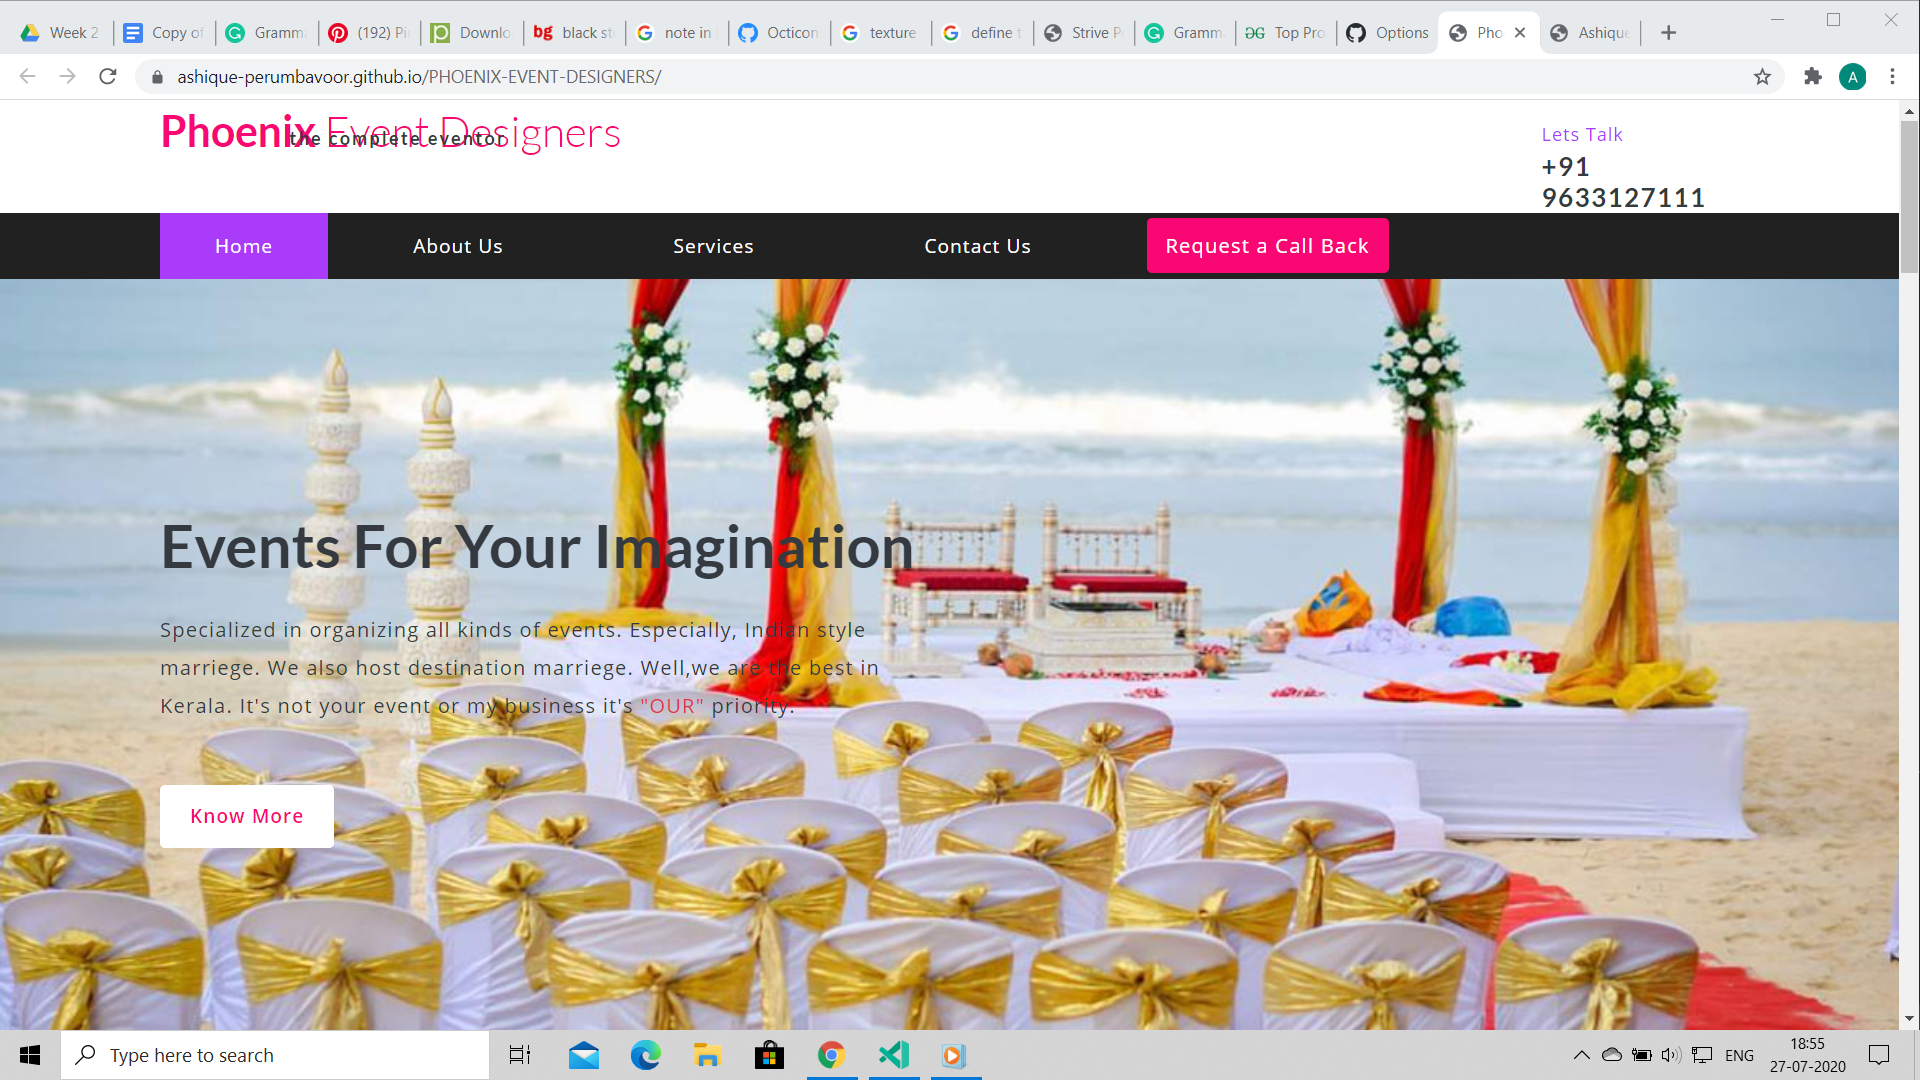 Week 2
Copy of
Gramm
(192) Pi
Downlo
bg black st
note in
Octicon
texture
define t
Strive P
Gramm
Top Pro
Options
Pho
Ashique
ashique-perumbavoor.github.io/PHOENIX-EVENT-DESIGNERS/
A
Phoenix Event Designers
the complete eventor
Lets Talk
+91
9633127111
Home
About Us
Services
Contact Us
Request a Call Back
Events For Your Imagination
Specialized in organizing all kinds of events. Especially, Indian style
marriege. We also host destination marriege. Well,we are the best in
Kerala. It's not your event or my business it's "OUR" priority.
Know More
Type here to search
ENG
18:55
27-07-2020